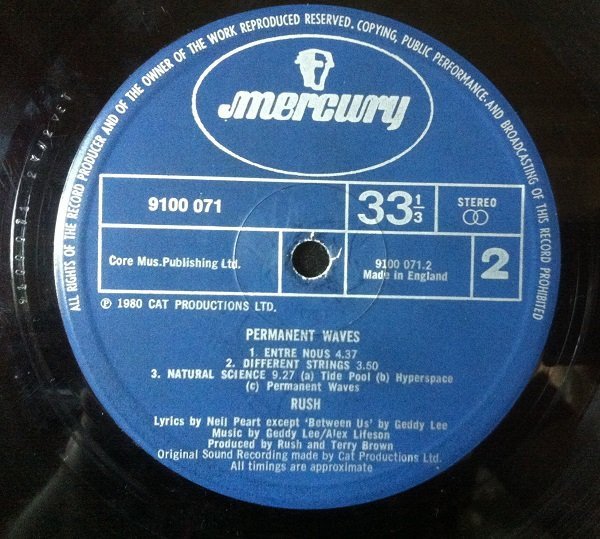 ALL RIGHTS OF THE RECORD PRODUCER AND OF THE OWNER OF THE WORK REPRODUCED RESERVED. COPYING, PUBLIC PERFORMANCE AND BROADCASTING OF THIS RECORD PROHIBITED
mercury
9100 071
33 1/3
STEREO
Core Mus.Publishing Ltd.
9100 071.2
Made in England
2
℗ 1980 CAT PRODUCTIONS LTD.
PERMANENT WAVES
1. ENTRE NOUS 4.37
2. DIFFERENT STRINGS 3.50
3. NATURAL SCIENCE 9.27 (a) Tide Pool (b) Hyperspace
(c) Permanent Waves
RUSH
Lyrics by Neil Peart except 'Between Us' by Geddy Lee
Music by Geddy Lee/Alex Lifeson
Produced by Rush and Terry Brown
Original Sound Recording made by Cat Productions Ltd.
All timings are approximate